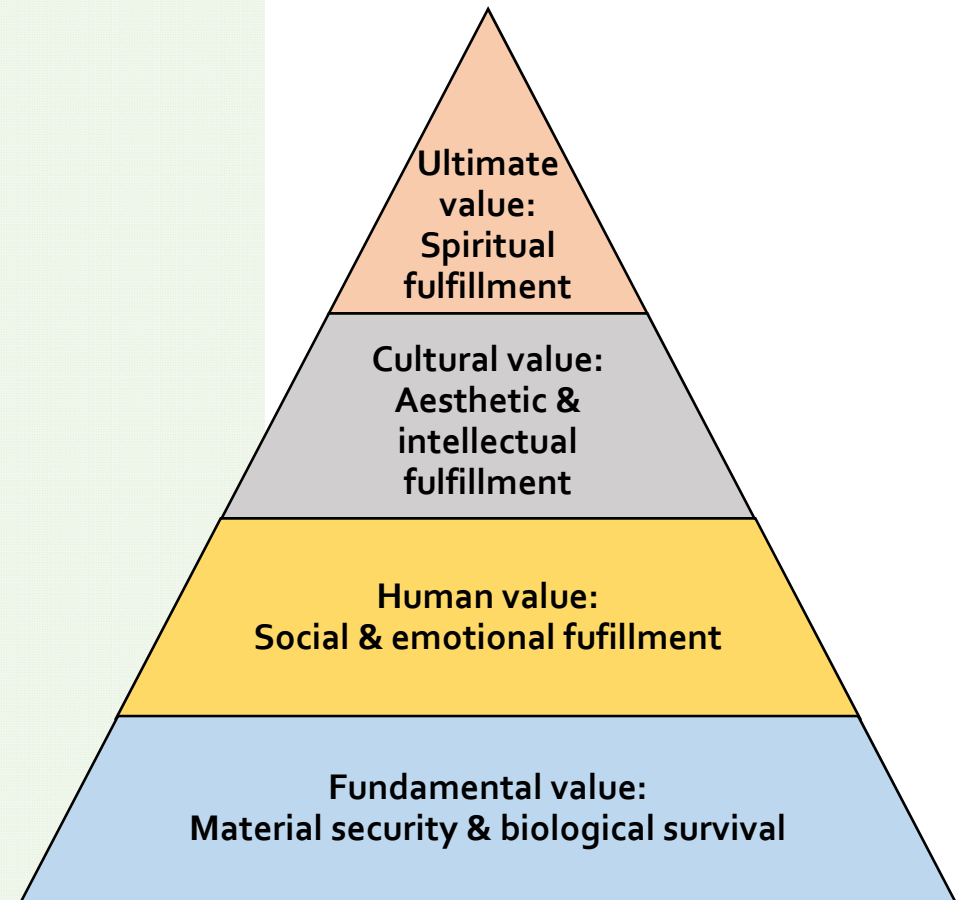 Ultimate
value:
Spiritual
fulfillment
Cultural value:
Aesthetic &
intellectual
fulfillment
Human value:
Social & emotional fufillment
Fundamental value:
Material security & biological survival